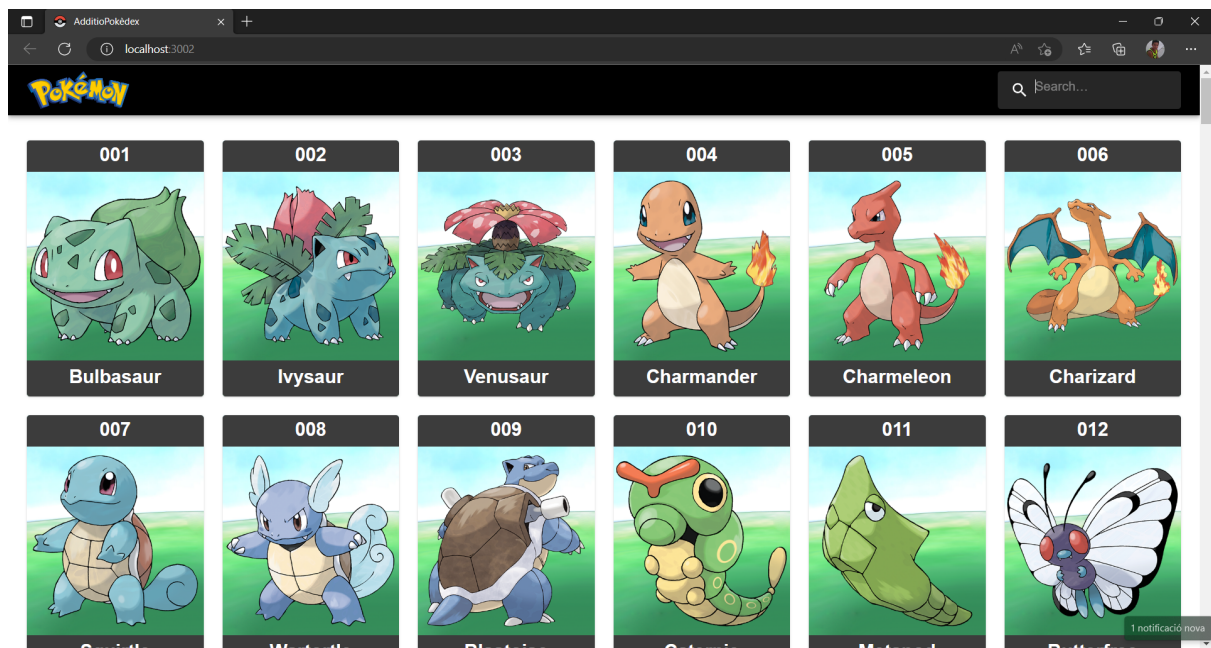 AdditioPokèdex
localhost:3002
POKéMON
Search...
001 002 003 004 005 006
Bulbasaur Ivysaur Venusaur Charmander Charmeleon Charizard
007 008 009 010 011 012
1 notificació nova